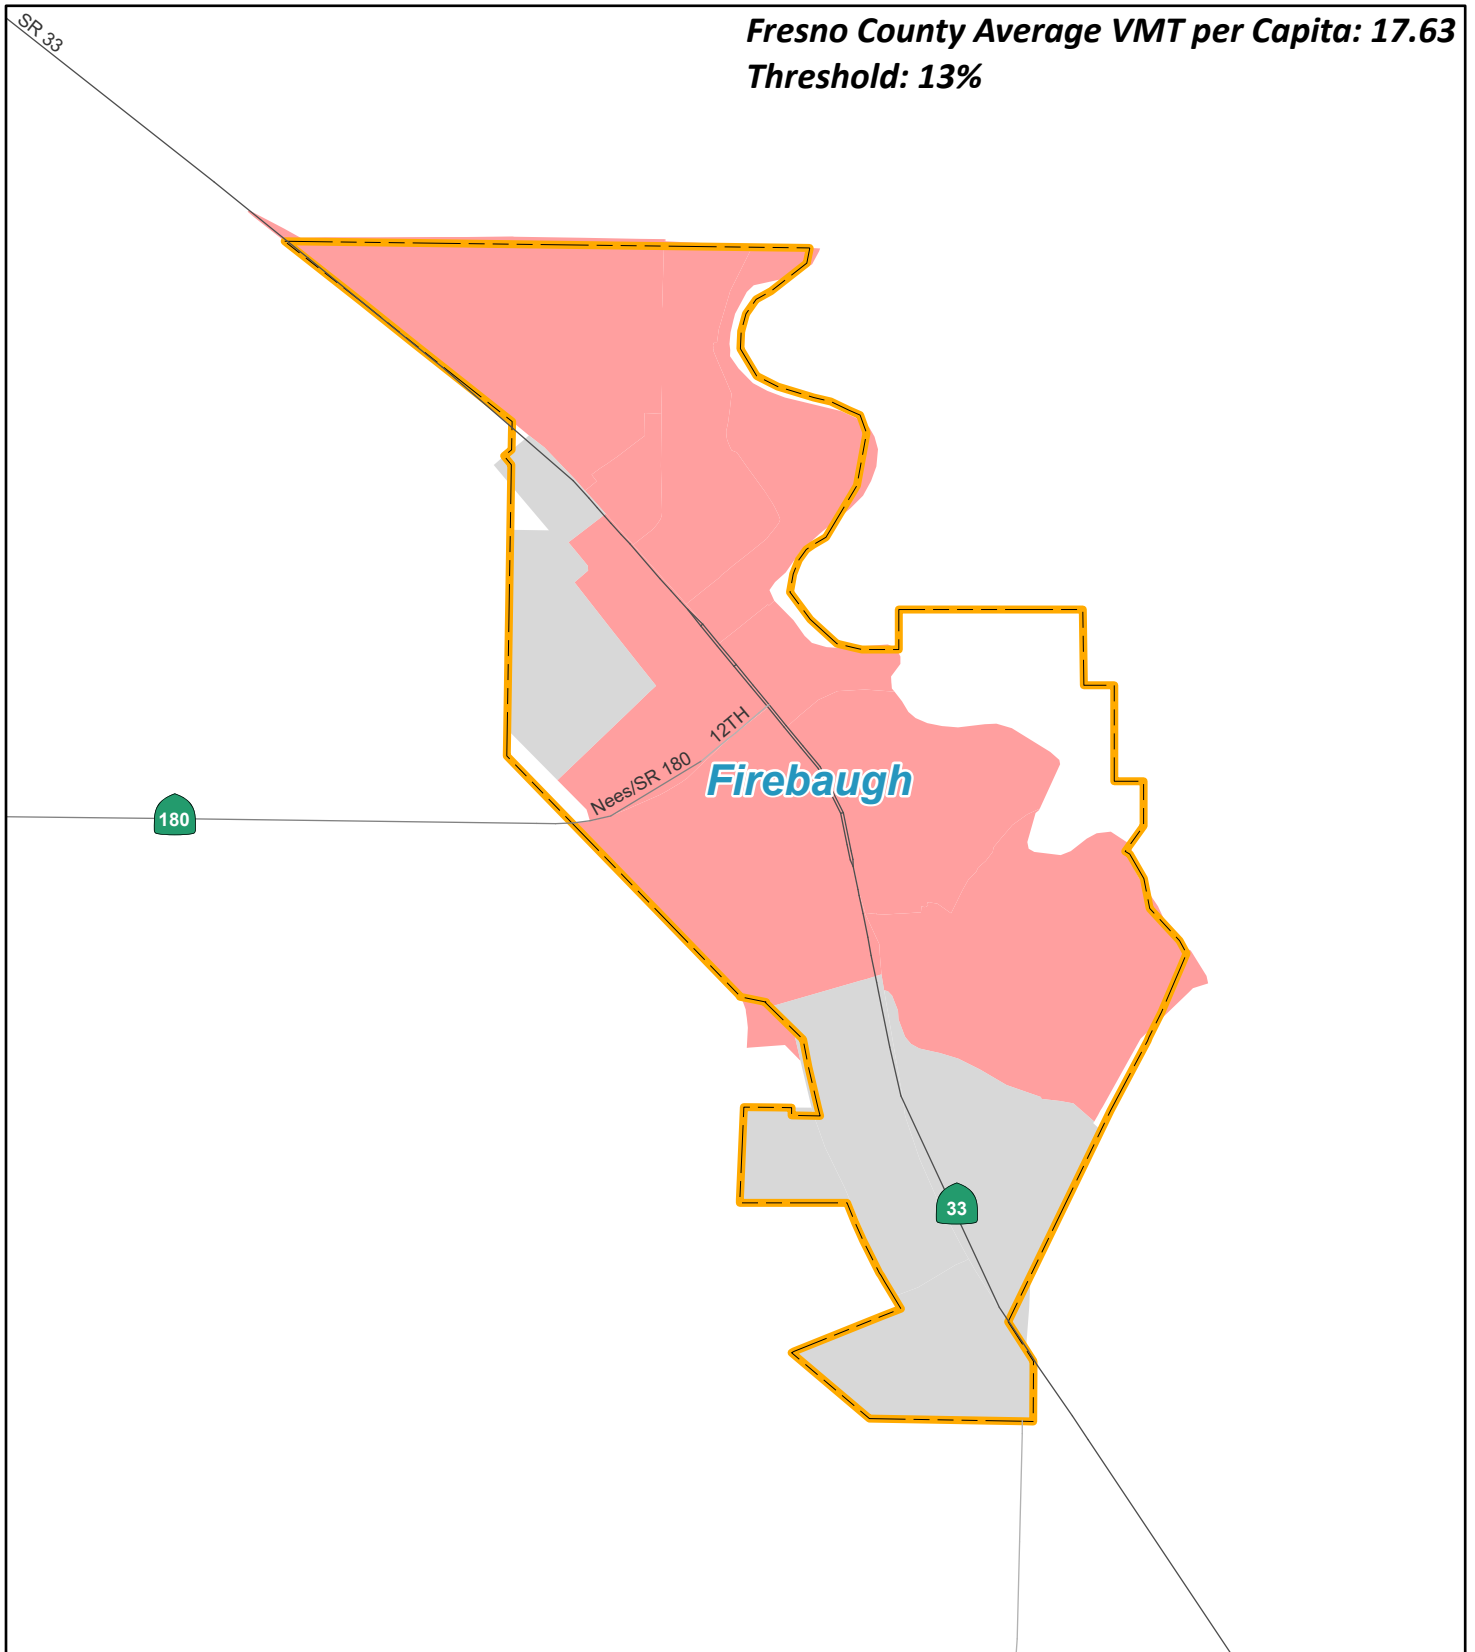 SR 33
Fresno County Average VMT per Capita: 17.63
Threshold: 13%
12TH
Nees/SR 180
Firebaugh
180
33